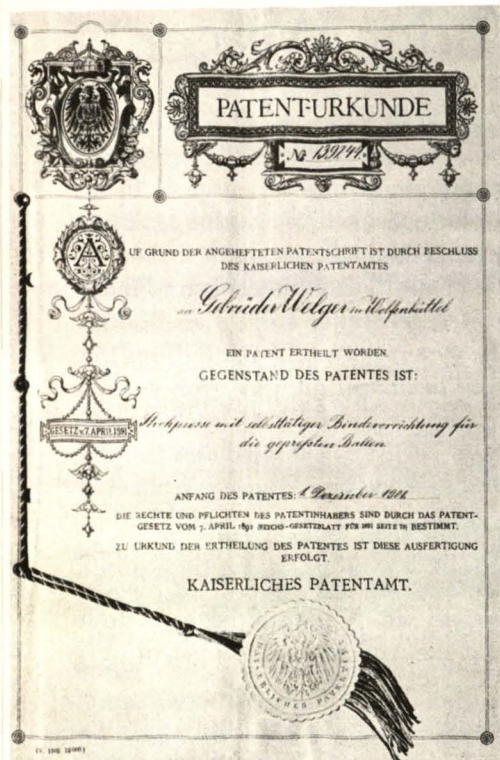 PATENT-URKUNDE
No 139249.
AUF GRUND DER ANGEHEFTETEN PATENTSCHRIFT IST DURCH BESCHLUSS
DES KAISERLICHEN PATENTAMTES
an Gebrüder Welger in Wolfenbüttel
EIN PATENT ERTHEILT WORDEN.
GEGENSTAND DES PATENTES IST:
GESETZ v. 7. APRIL 1891
Strohpresse mit selbsttätiger Bindevorrichtung für
die gepreßten Ballen
ANFANG DES PATENTES: Dezember
DIE RECHTE UND PFLICHTEN DES PATENTINHABERS SIND DURCH DAS PATENT-
GESETZ VOM 7. APRIL 1891 (REICHS-GESETZBLATT FÜR 1891 SEITE 79) BESTIMMT.
ZU URKUND DER ERTHEILUNG DES PATENTES IST DIESE AUSFERTIGUNG
ERFOLGT.
KAISERLICHES PATENTAMT.
KAISERLICHES PATENTAMT